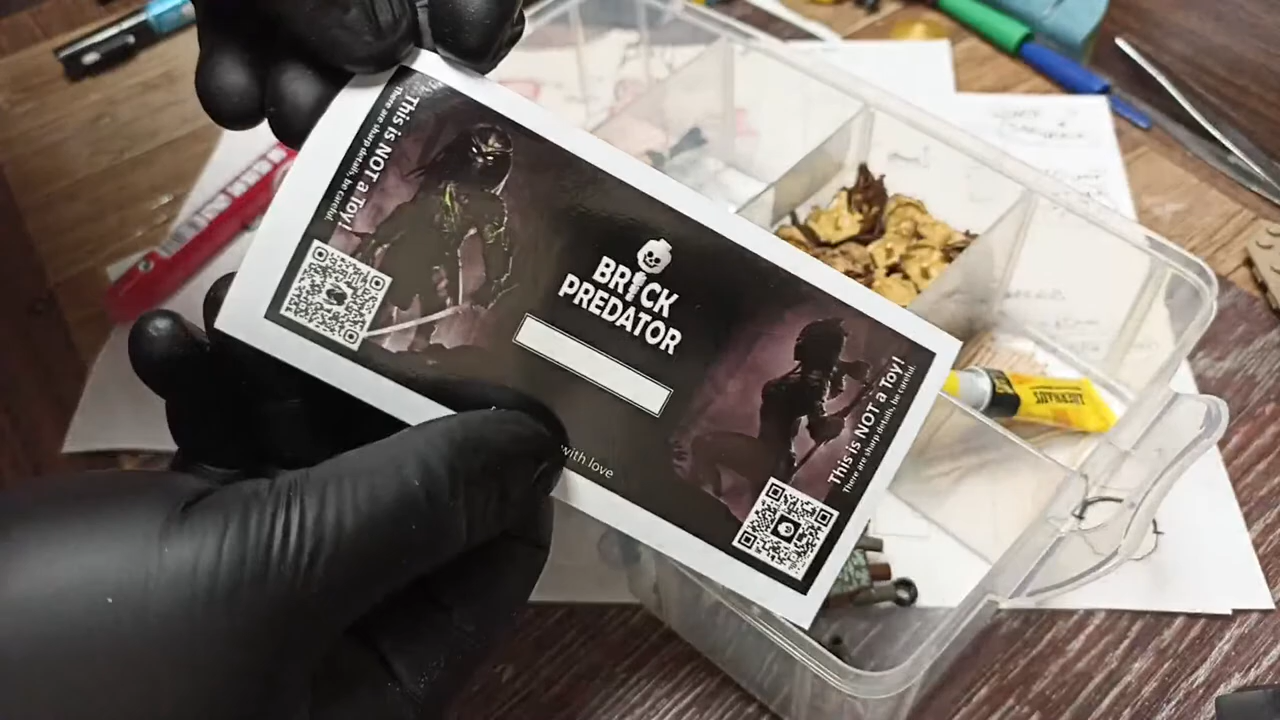 This is NOT a Toy!
There are sharp details, be careful.
BRICK
PREDATOR
with love
This is NOT a Toy!
There are sharp details, be careful.